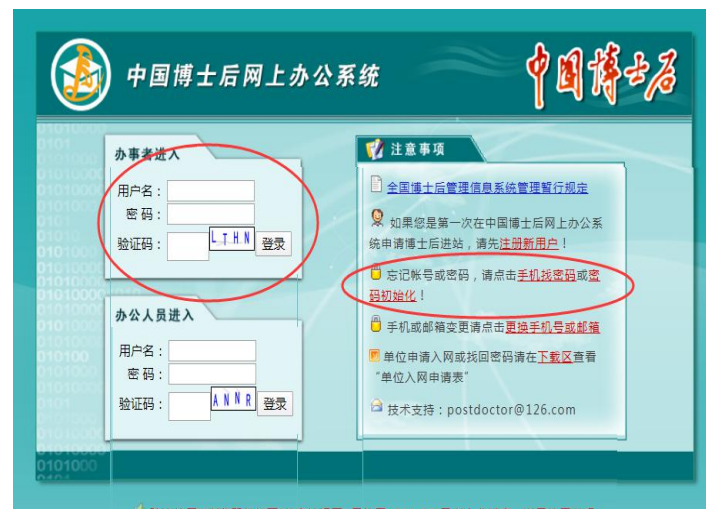 中国博士后网上办公系统
中国博士后
办事者进入
用户名：
密 码：
验证码：
L T H N
登录
办公人员进入
用户名：
密 码：
验证码：
A N N R
登录
注意事项
全国博士后管理信息系统管理暂行规定
如果您是第一次在中国博士后网上办公系
统申请博士后进站，请先注册新用户！
忘记帐号或密码，请点击手机找密码或密
码初始化！
手机或邮箱变更请点击更换手机号或邮箱
单位申请入网或找回密码请在下载区查看
“单位入网申请表”
技术支持：postdoctor@126.com